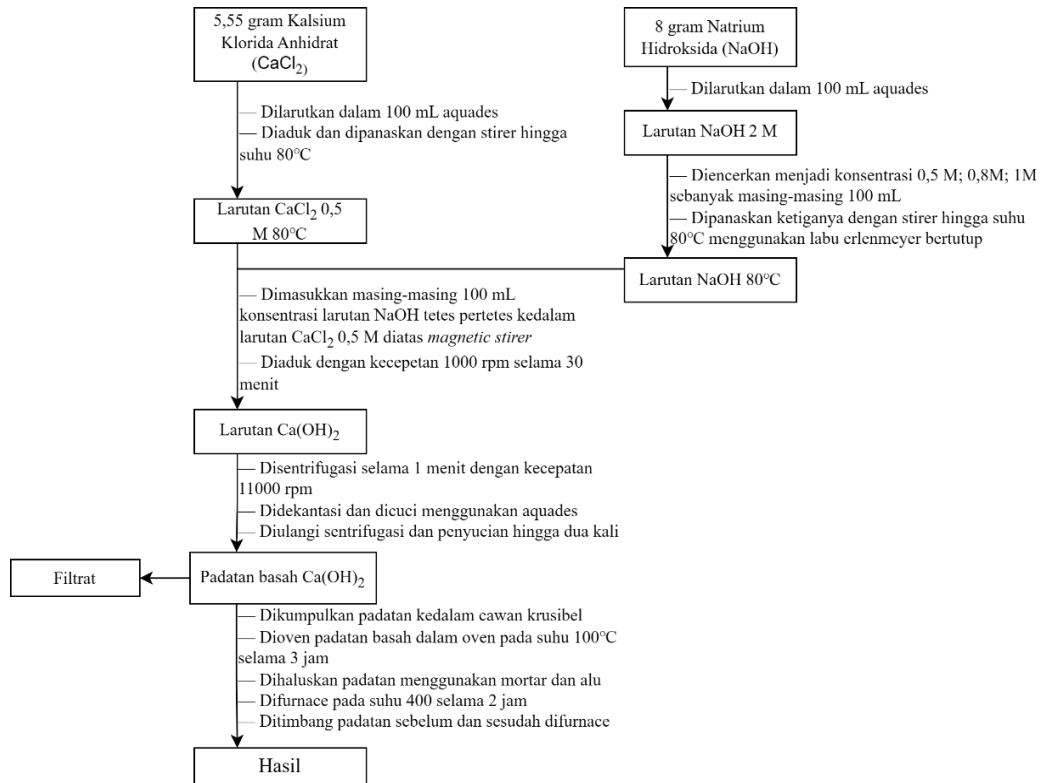 5,55 gram Kalsium
Klorida Anhidrat
(CaCl2)
8 gram Natrium
Hidroksida (NaOH)
— Dilarutkan dalam 100 mL aquades
— Diaduk dan dipanaskan dengan stirer hingga
suhu 80°C
— Dilarutkan dalam 100 mL aquades
Larutan NaOH 2 M
— Diencerkan menjadi konsentrasi 0,5 M; 0,8M; 1M
sebanyak masing-masing 100 mL
— Dipanaskan ketiganya dengan stirer hingga suhu
80°C menggunakan labu erlenmeyer bertutup
Larutan CaCl2 0,5
M 80°C
Larutan NaOH 80°C
— Dimasukkan masing-masing 100 mL
konsentrasi larutan NaOH tetes pertetes kedalam
larutan CaCl2 0,5 M diatas magnetic stirer
— Diaduk dengan kecepetan 1000 rpm selama 30
menit
Larutan Ca(OH)2
— Disentrifugasi selama 1 menit dengan kecepatan
11000 rpm
— Didekantasi dan dicuci menggunakan aquades
— Diulangi sentrifugasi dan penyucian hingga dua kali
Filtrat
Padatan basah Ca(OH)2
— Dikumpulkan padatan kedalam cawan krusibel
— Dioven padatan basah dalam oven pada suhu 100°C
selama 3 jam
— Dihaluskan padatan menggunakan mortar dan alu
— Difurnace pada suhu 400 selama 2 jam
— Ditimbang padatan sebelum dan sesudah difurnace
Hasil